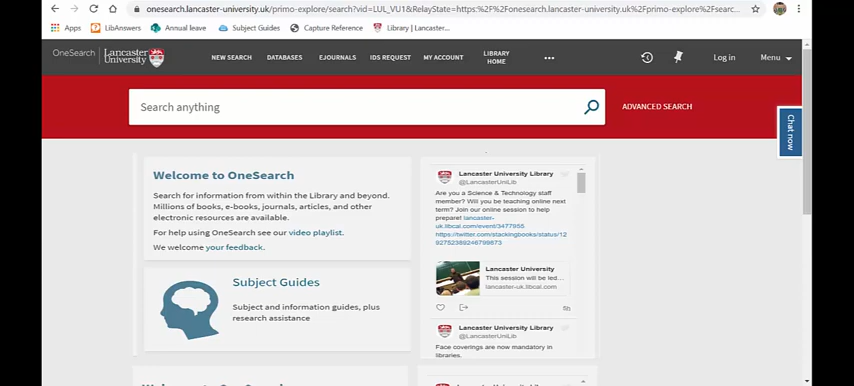 onesearch.lancaster-university.uk/primo-explore/search?vid=LUL_VU1&RelayState=https:%2F%2Fonesearch.lancaster-university.uk%2Fprimo-explore%2Fsearc...
Apps LibAnswers Annual leave Subject Guides Capture Reference Library | Lancaster...
OneSearch Lancaster University NEW SEARCH DATABASES EJOURNALS IDS REQUEST MY ACCOUNT LIBRARY HOME ••• Log in Menu
Search anything ADVANCED SEARCH
Chat now
Welcome to OneSearch
Search for information from within the Library and beyond.
Millions of books, e-books, journals, articles, and other
electronic resources are available.
For help using OneSearch see our video playlist.
We welcome your feedback.
Subject Guides
Subject and information guides, plus
research assistance
Lancaster University Library
@LancasterUniLib
Are you a Science & Technology staff
member? Will you be teaching online next
term? Join our online session to help
prepare! lancaster-
uk.libcal.com/event/3477955
https://twitter.com/stackingbooks/status/12
92752389246799873
Lancaster University
This session will be led...
lancaster-uk.libcal.com
Lancaster University Library
@LancasterUniLib
Face coverings are now mandatory in
libraries.